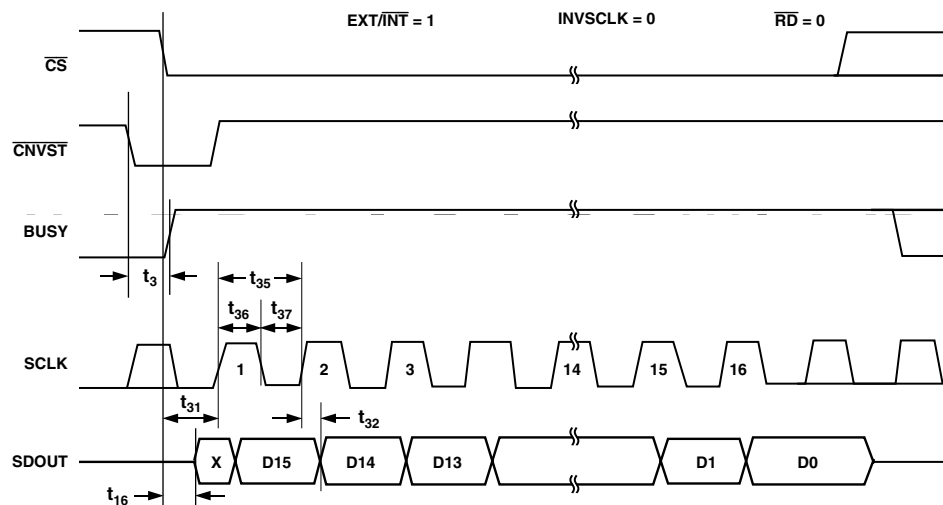 EXT/INT = 1 INVSCLK = 0 RD = 0
CS
CNVST
BUSY
t3
t35
t36 t37
SCLK 1 2 3 14 15 16
t31
t32
SDOUT X D15 D14 D13 D1 D0
t16